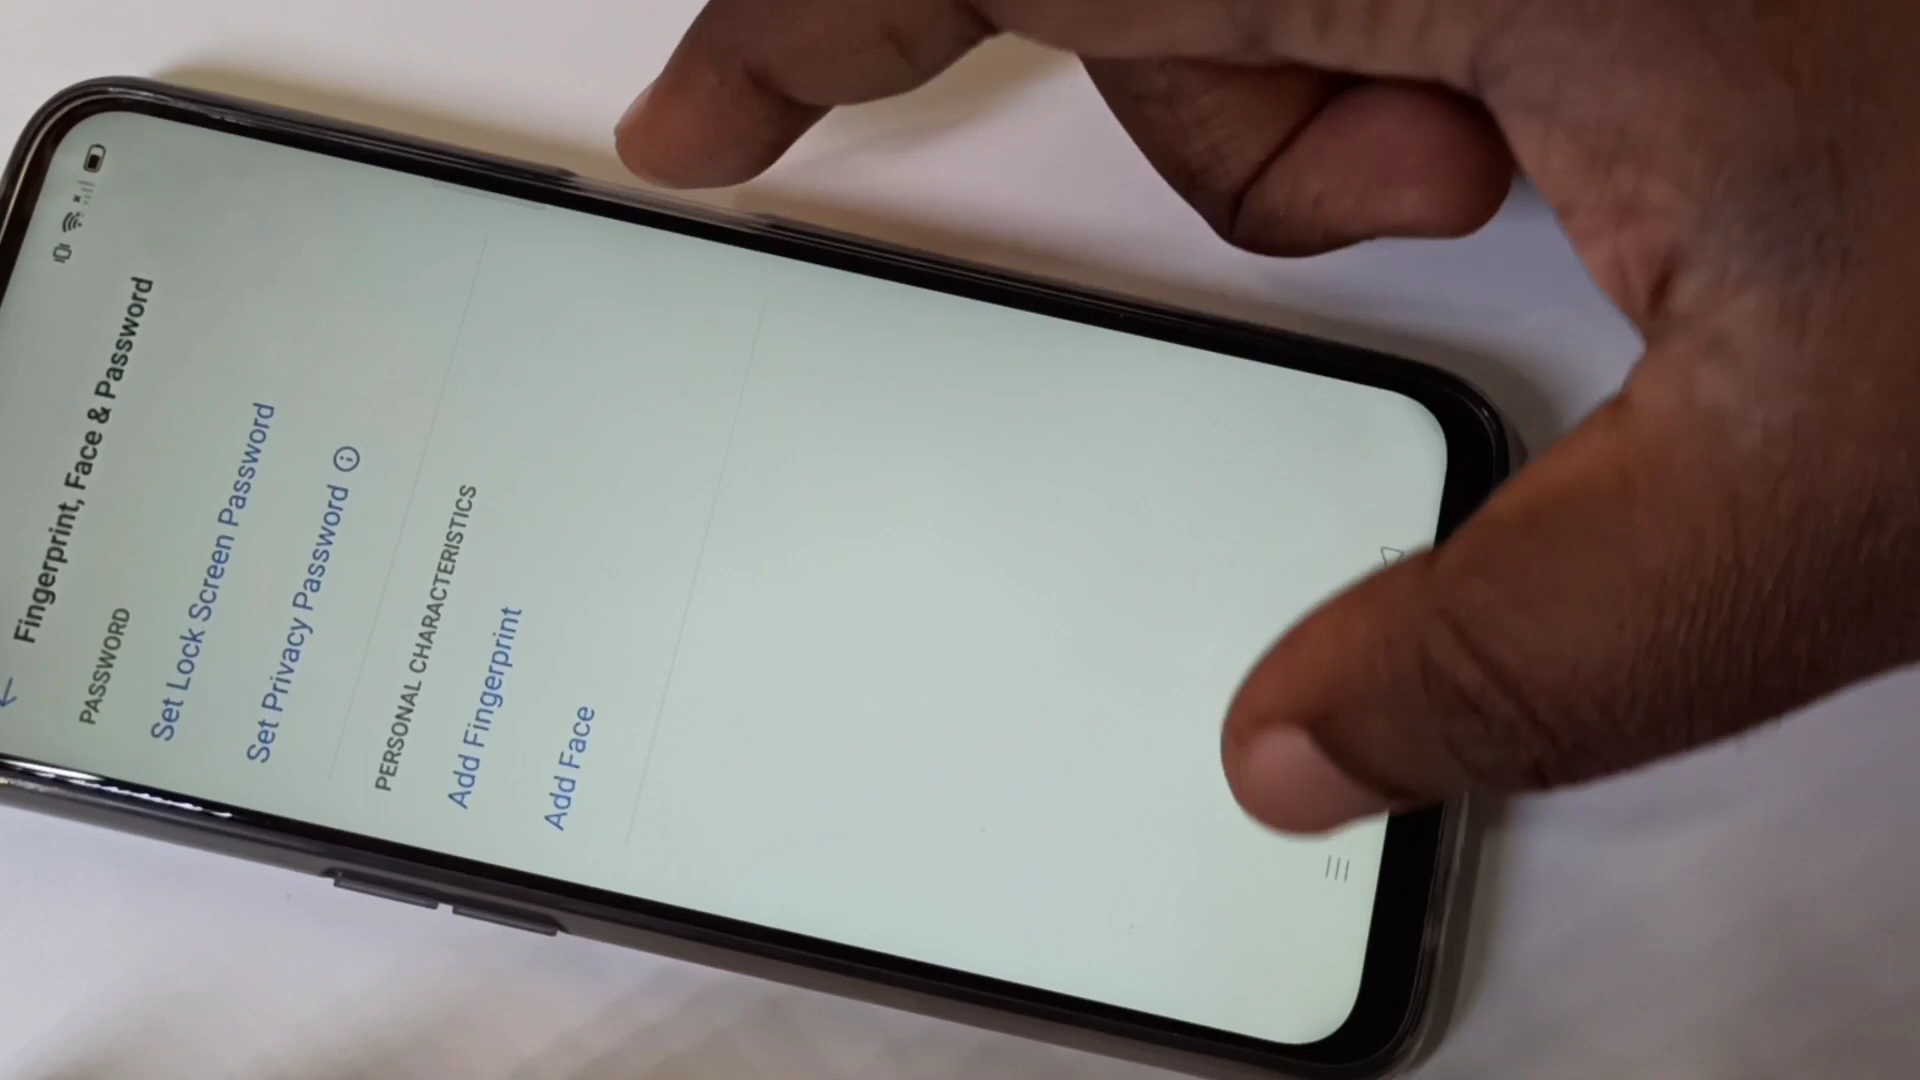 Fingerprint, Face & Password
PASSWORD
Set Lock Screen Password
Set Privacy Password
PERSONAL CHARACTERISTICS
Add Fingerprint
Add Face